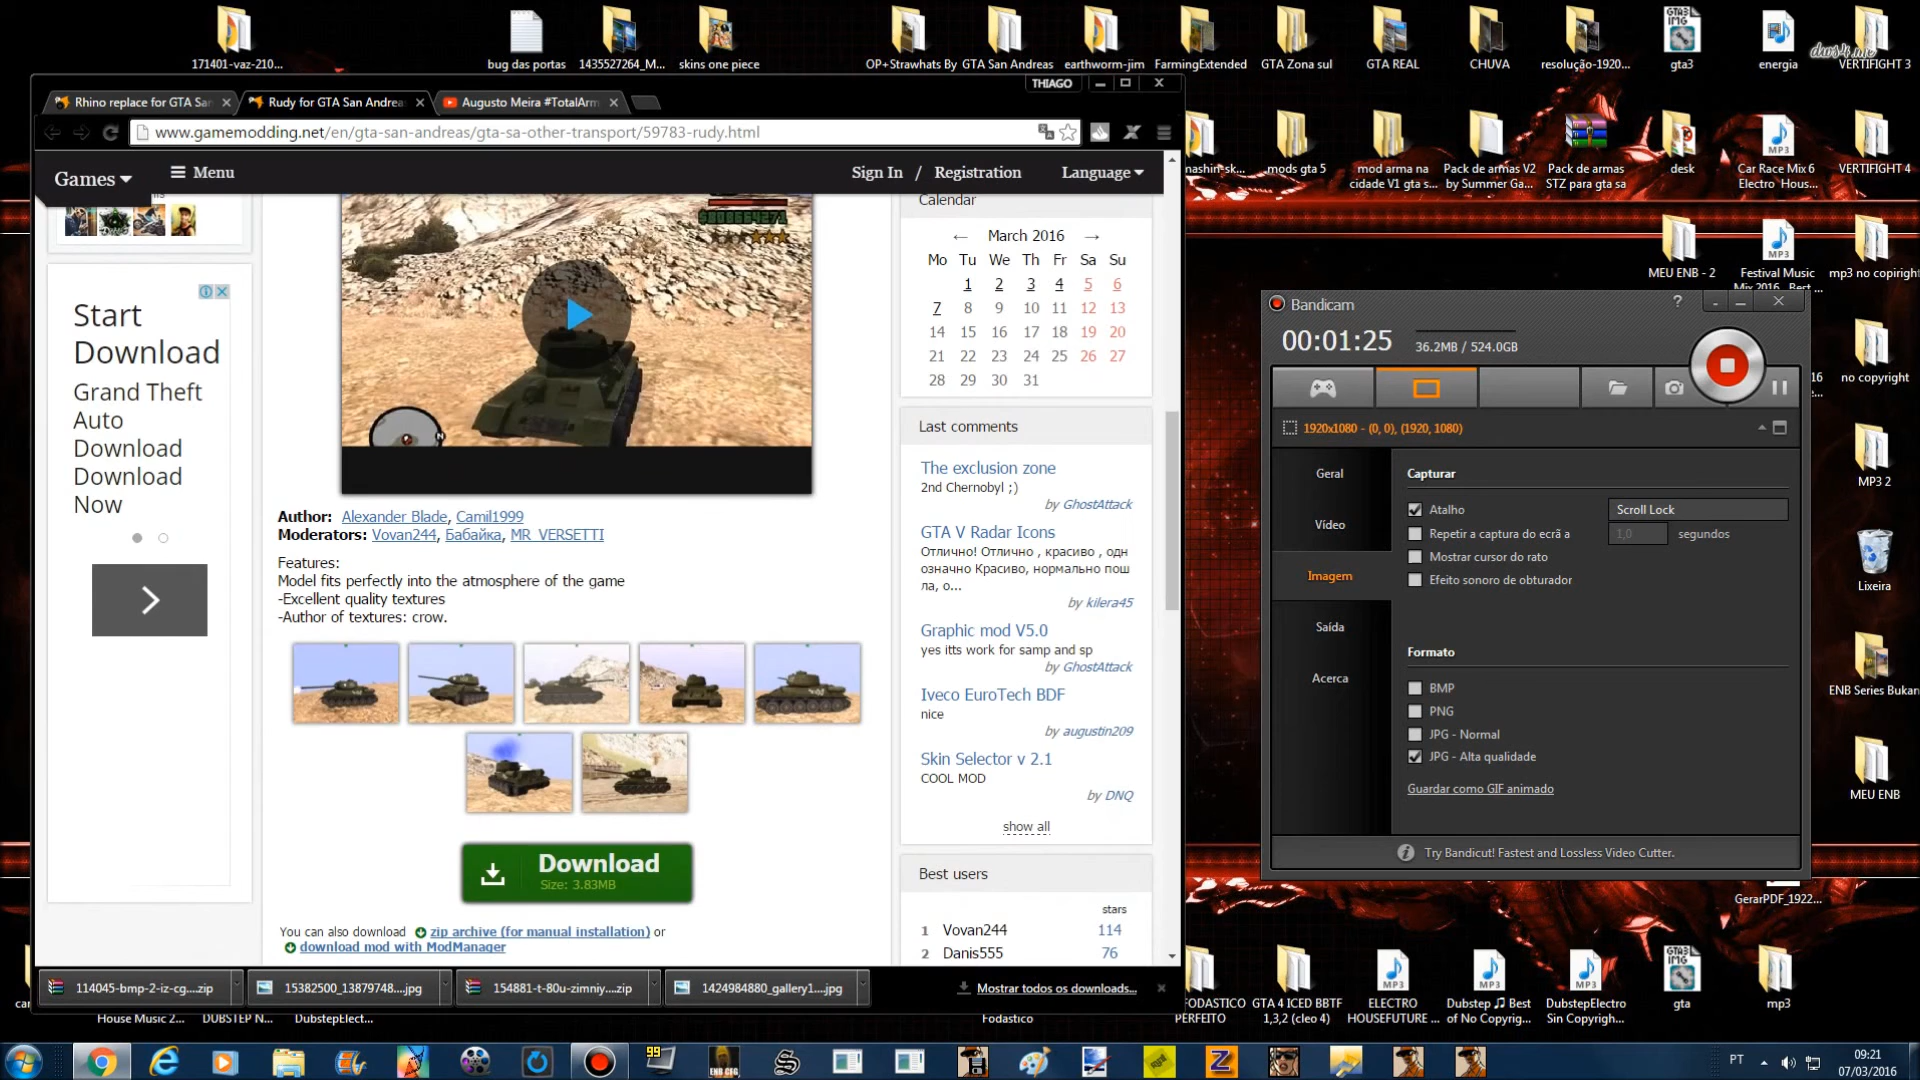 171401-vaz-210...
bug das portas
1435527264_M...
skins one piece
OP+Strawhats By
GTA San Andreas
earthworm-jim
FarmingExtended
GTA Zona sul
GTA REAL
CHUVA
resolução-1920...
gta3
energia
VERTIFIGHT 3
THIAGO
Rhino replace for GTA San
Rudy for GTA San Andreas
Augusto Meira #TotalArm
www.gamemodding.net/en/gta-san-andreas/gta-sa-other-transport/59783-rudy.html
Games
Menu
Sign In / Registration
Language
nashin-sk...
mods gta 5
mod arma na
cidade V1 gta s...
Pack de armas V2
by Summer Ga...
Pack de armas
STZ para gta sa
desk
Car Race Mix 6
Electro Hous...
VERTIFIGHT 4
MEU ENB - 2
Festival Music
Mix 2016 - Best ...
mp3 no copiright
no copyright
MP3 2
Lixeira
ENB Series Bukan
MEU ENB
Start
Download
Grand Theft
Auto
Download
Download
Now
Calendar
← March 2016 →
Mo Tu We Th Fr Sa Su
1 2 3 4 5 6
7 8 9 10 11 12 13
14 15 16 17 18 19 20
21 22 23 24 25 26 27
28 29 30 31
Author: Alexander Blade, Camil1999
Moderators: Vovan244, Бабайка, MR_VERSETTI
Features:
Model fits perfectly into the atmosphere of the game
-Excellent quality textures
-Author of textures: crow.
Download
Size: 3.83MB
You can also download zip archive (for manual installation) or
download mod with ModManager
Last comments
The exclusion zone
2nd Chernobyl ;)
by GhostAttack
GTA V Radar Icons
Отлично! Отлично , красиво , одн
означно Красиво, нормально пош
ла, о...
by kilera45
Graphic mod V5.0
yes itts work for samp and sp
by GhostAttack
Iveco EuroTech BDF
nice
by augustin209
Skin Selector v 2.1
COOL MOD
by DNQ
show all
Best users
stars
1 Vovan244 114
2 Danis555 76
Bandicam
00:01:25
36.2MB / 524.0GB
1920x1080 - (0, 0), (1920, 1080)
Geral
Vídeo
Imagem
Saída
Acerca
Capturar
Atalho
Scroll Lock
Repetir a captura do ecrã a
1,0
segundos
Mostrar cursor do rato
Efeito sonoro de obturador
Formato
BMP
PNG
JPG - Normal
JPG - Alta qualidade
Guardar como GIF animado
Try Bandicut! Fastest and Lossless Video Cutter.
GerarPDF_1922...
114045-bmp-2-iz-cg....zip
15382500_13879748....jpg
154881-t-80u-zimniy....zip
1424984880_gallery1....jpg
Mostrar todos os downloads...
House Music 2...
DUBSTEP N...
DubstepElect...
Fodastico
FODASTICO
PERFEITO
GTA 4 ICED BBTF
1,3,2 (cleo 4)
ELECTRO
HOUSEFUTURE ...
Dubstep ♫ Best
of No Copyrig...
DubstepElectro
Sin Copyrigh...
gta
mp3
PT
09:21
07/03/2016